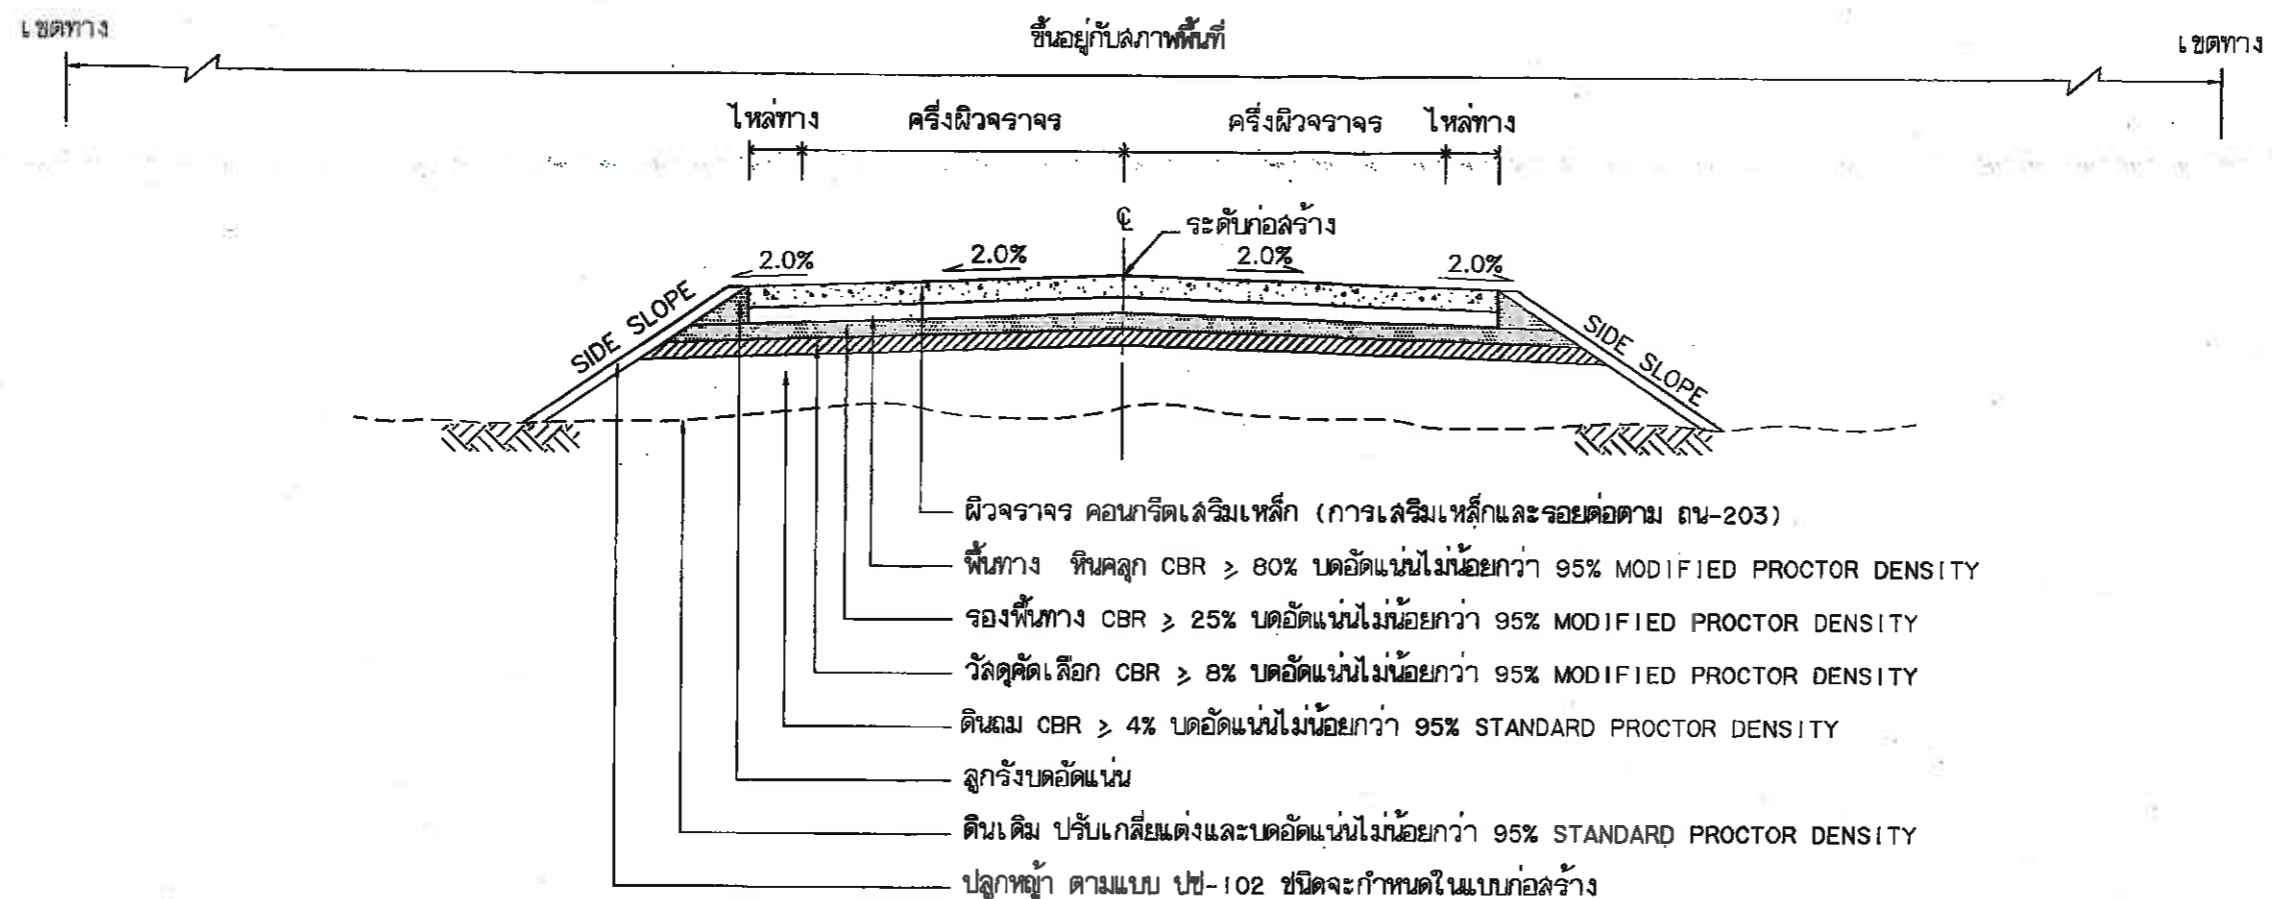 เขตทาง
ขึ้นอยู่กับสภาพพื้นที่
เขตทาง
ไหล่ทาง ครึ่งผิวจราจร ครึ่งผิวจราจร ไหล่ทาง
℄ ระดับก่อสร้าง
2.0% 2.0% 2.0% 2.0%
SIDE SLOPE
SIDE SLOPE
ผิวจราจร คอนกรีตเสริมเหล็ก (การเสริมเหล็กและรอยต่อตาม ถน-203)
พื้นทาง หินคลุก CBR ≥ 80% บดอัดแน่นไม่น้อยกว่า 95% MODIFIED PROCTOR DENSITY
รองพื้นทาง CBR ≥ 25% บดอัดแน่นไม่น้อยกว่า 95% MODIFIED PROCTOR DENSITY
วัสดุคัดเลือก CBR ≥ 8% บดอัดแน่นไม่น้อยกว่า 95% MODIFIED PROCTOR DENSITY
ดินถม CBR ≥ 4% บดอัดแน่นไม่น้อยกว่า 95% STANDARD PROCTOR DENSITY
ลูกรังบดอัดแน่น
ดินเดิม ปรับเกลี่ยแต่งและบดอัดแน่นไม่น้อยกว่า 95% STANDARD PROCTOR DENSITY
ปลูกหญ้า ตามแบบ ปข-102 ชนิดจะกำหนดในแบบก่อสร้าง